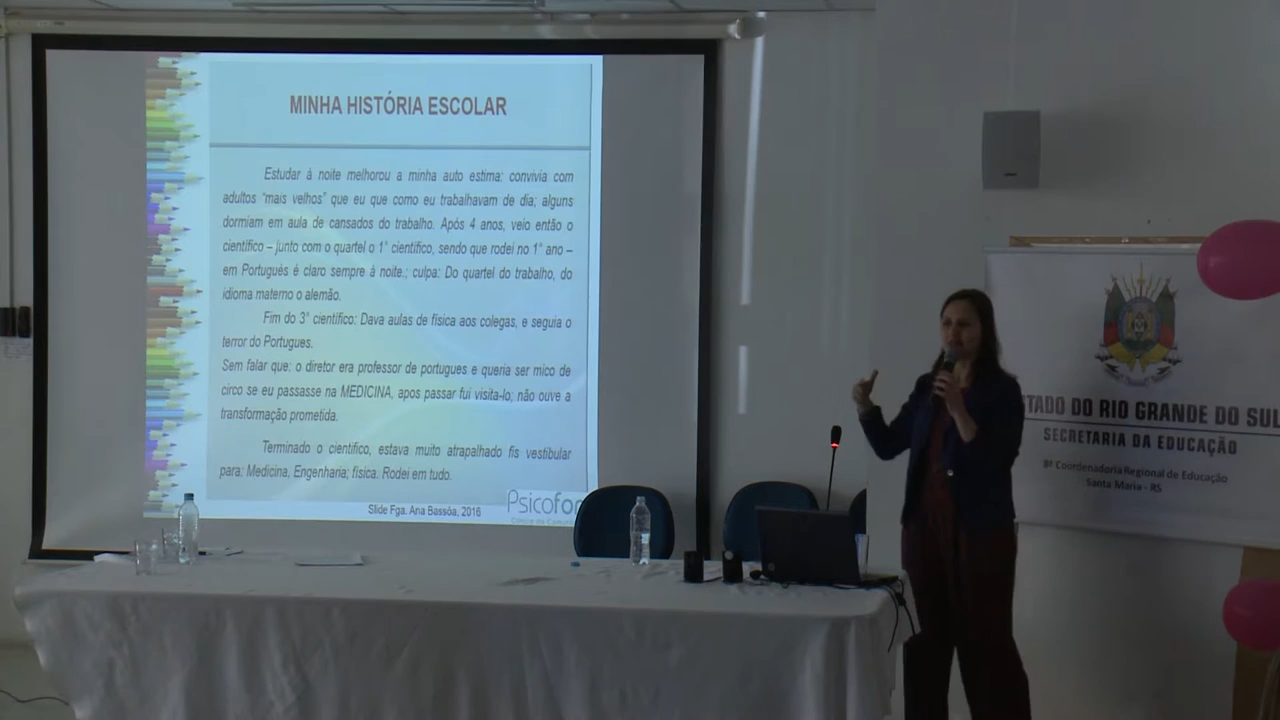 MINHA HISTÓRIA ESCOLAR
Estudar à noite melhorou a minha auto estima: convivia com
adultos "mais velhos" que eu que como eu trabalhavam de dia; alguns
dormiam em aula de cansados do trabalho. Após 4 anos, veio então o
científico – junto com o quartel o 1° científico, sendo que rodei no 1° ano –
em Português é claro sempre à noite.; culpa: Do quartel do trabalho, do
idioma materno o alemão.
Fim do 3° científico: Dava aulas de física aos colegas, e seguia o
terror do Portugues.
Sem falar que: o diretor era professor de portugues e queria ser mico de
circo se eu passasse na MEDICINA, apos passar fui visita-lo; não ouve a
transformação prometida.
Terminado o cientifico, estava muito atrapalhado fis vestibular
para: Medicina, Engenharia; física. Rodei em tudo.
Slide Fga. Ana Bassôa, 2016
Psicofor
TADO DO RIO GRANDE DO SUL
SECRETARIA DA EDUCAÇÃO
8ª Coordenadoria Regional de Educação
Santa Maria - RS